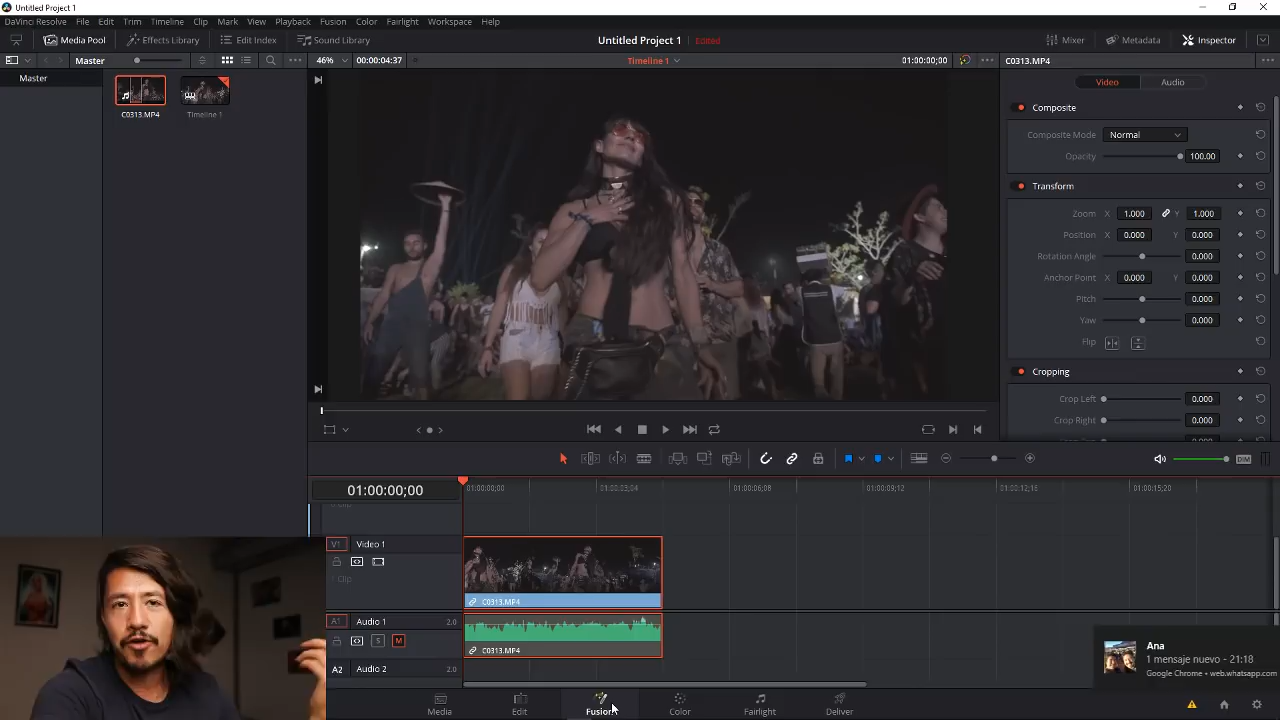 Untitled Project 1
DaVinci Resolve File Edit Trim Timeline Clip Mark View Playback Fusion Color Fairlight Workspace Help
Media Pool Effects Library Edit Index Sound Library Untitled Project 1 Edited Mixer Metadata Inspector
Master 46% 00:00:04:37 Timeline 1 01:00:00;00 C0313.MP4
Master
C0313.MP4 Timeline 1
Video Audio
Composite
Composite Mode Normal
Opacity 100.00
Transform
Zoom X 1.000 Y 1.000
Position X 0.000 Y 0.000
Rotation Angle 0.000
Anchor Point X 0.000 Y 0.000
Pitch 0.000
Yaw 0.000
Flip
Cropping
Crop Left 0.000
Crop Right 0.000
DIM
01:00:00;00
01:00:00;00 01:00:03;04 01:00:06;08 01:00:09;12 01:00:12;16 01:00:15;20
1 Clip
V1 Video 1
1 Clip
C0313.MP4
A1 Audio 1 2.0
S M
C0313.MP4
A2 Audio 2 2.0
Ana
1 mensaje nuevo - 21:18
Google Chrome • web.whatsapp.com
Media Edit Fusion Color Fairlight Deliver